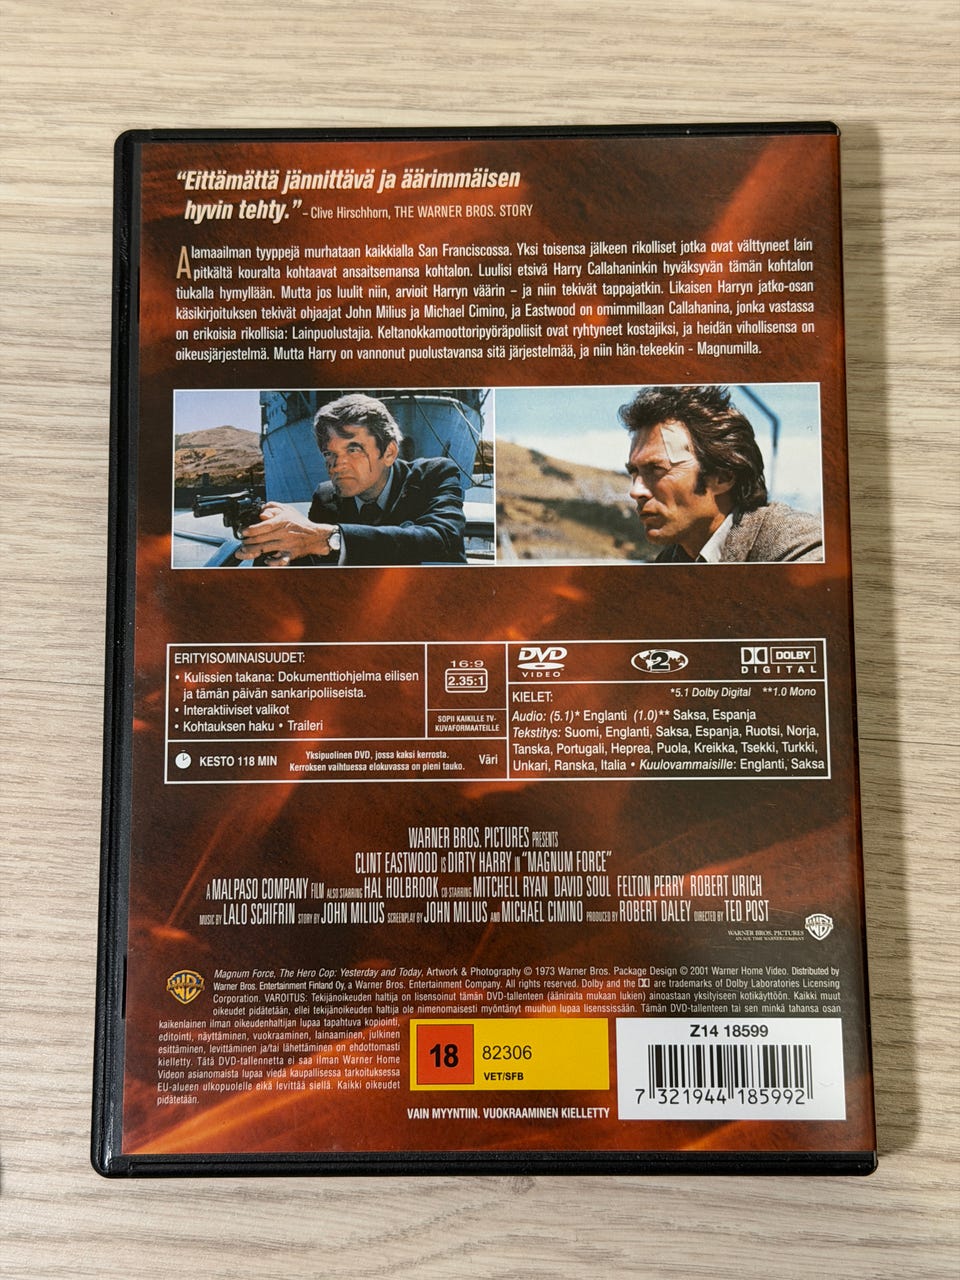 “Eittämättä jännittävä ja äärimmäisen
hyvin tehty.” – Clive Hirschhorn, THE WARNER BROS. STORY
Alamaailman tyyppejä murhataan kaikkialla San Franciscossa. Yksi toisensa jälkeen rikolliset jotka ovat välttyneet lain
pitkältä kouralta kohtaavat ansaitsemansa kohtalon. Luulisi etsivä Harry Callahaninkin hyväksyvän tämän kohtalon
tiukalla hymyllään. Mutta jos luulit niin, arvioit Harryn väärin – ja niin tekivät tappajatkin. Likaisen Harryn jatko-osan
käsikirjoituksen tekivät ohjaajat John Milius ja Michael Cimino, ja Eastwood on omimmillaan Callahanina, jonka vastassa
on erikoisia rikollisia: Lainpuolustajia. Keltanokkamoottoripyöräpoliisit ovat ryhtyneet kostajiksi, ja heidän vihollisensa on
oikeusjärjestelmä. Mutta Harry on vannonut puolustavansa sitä järjestelmää, ja niin hän tekeekin - Magnumilla.
ERITYISOMINAISUUDET:
• Kulissien takana: Dokumenttiohjelma eilisen
ja tämän päivän sankaripoliiseista.
• Interaktiiviset valikot
• Kohtauksen haku • Traileri
16:9
2.35:1
SOPII KAIKILLE TV-
KUVAFORMAATEILLE
KESTO 118 MIN
Yksipuolinen DVD, jossa kaksi kerrosta.
Kerroksen vaihtuessa elokuvassa on pieni tauko.
Väri
DVD
VIDEO
2
DOLBY
DIGITAL
KIELET:
*5.1 Dolby Digital **1.0 Mono
Audio: (5.1)* Englanti (1.0)** Saksa, Espanja
Tekstitys: Suomi, Englanti, Saksa, Espanja, Ruotsi, Norja,
Tanska, Portugali, Heprea, Puola, Kreikka, Tsekki, Turkki,
Unkari, Ranska, Italia • Kuulovammaisille: Englanti, Saksa
WARNER BROS. PICTURES PRESENTS
CLINT EASTWOOD IS DIRTY HARRY IN “MAGNUM FORCE”
A MALPASO COMPANY FILM ALSO STARRING HAL HOLBROOK CO-STARRING MITCHELL RYAN DAVID SOUL FELTON PERRY ROBERT URICH
MUSIC BY LALO SCHIFRIN STORY BY JOHN MILIUS SCREENPLAY BY JOHN MILIUS AND MICHAEL CIMINO PRODUCED BY ROBERT DALEY DIRECTED BY TED POST
WARNER BROS. PICTURES
AN AOL TIME WARNER COMPANY
Magnum Force, The Hero Cop: Yesterday and Today, Artwork & Photography © 1973 Warner Bros. Package Design © 2001 Warner Home Video. Distributed by
Warner Bros. Entertainment Finland Oy, a Warner Bros. Entertainment Company. All rights reserved. Dolby and the are trademarks of Dolby Laboratories Licensing
Corporation. VAROITUS: Tekijänoikeuden haltija on lisensoinut tämän DVD-tallenteen (ääniraita mukaan lukien) ainoastaan yksityiseen kotikäyttöön. Kaikki muut
oikeudet pidätetään, ellei tekijänoikeuden haltija ole nimenomaisesti myöntänyt muuhun lupaa lisenssissään. Tämän DVD-tallenteen tai sen minkä tahansa osan
kaikenlainen ilman oikeudenhaltijan lupaa tapahtuva kopiointi,
editointi, näyttäminen, vuokraaminen, lainaaminen, julkinen
esittäminen, levittäminen ja/tai lähettäminen on ehdottomasti
kielletty. Tätä DVD-tallennetta ei saa ilman Warner Home
Videon asianomaista lupaa viedä kaupallisessa tarkoituksessa
EU-alueen ulkopuolelle eikä levittää siellä. Kaikki oikeudet
pidätetään.
18
82306
VET/SFB
VAIN MYYNTIIN. VUOKRAAMINEN KIELLETTY
Z14 18599
7 321944 185992